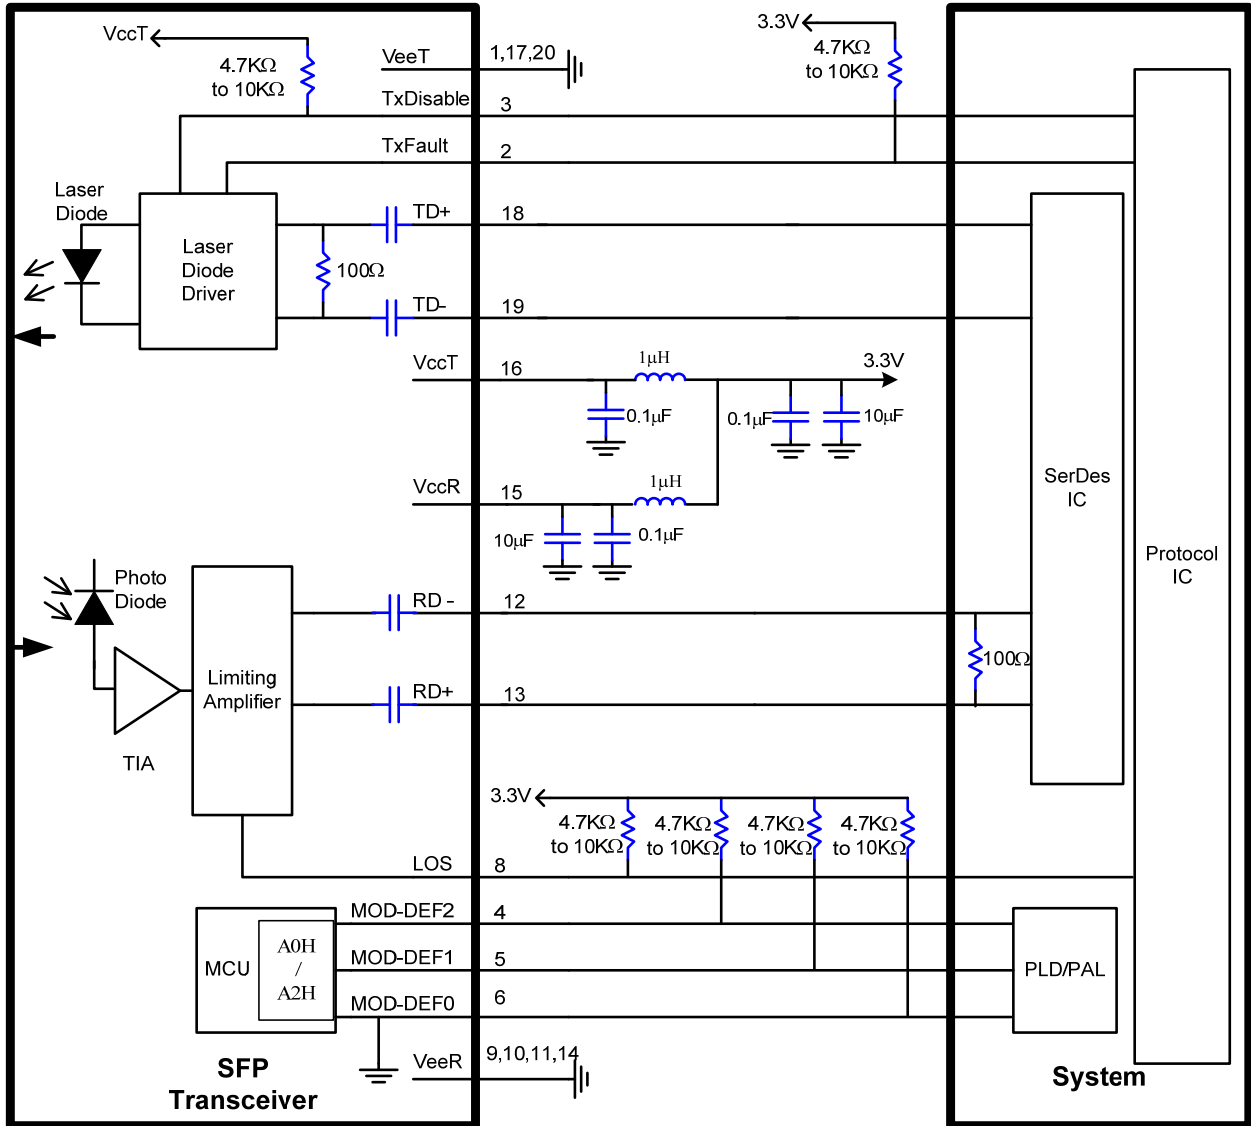 VccT
4.7KΩ
to 10KΩ
VeeT
1,17,20
3.3V
4.7KΩ
to 10KΩ
TxDisable
3
TxFault
2
Laser
Diode
Laser
Diode
Driver
100Ω
TD+
18
TD-
19
VccT
16
1μH
3.3V
0.1μF
0.1μF
10μF
VccR
15
1μH
10μF
0.1μF
SerDes
IC
Protocol
IC
Photo
Diode
RD -
12
Limiting
Amplifier
RD+
13
100Ω
TIA
3.3V
4.7KΩ
to 10KΩ
4.7KΩ
to 10KΩ
4.7KΩ
to 10KΩ
4.7KΩ
to 10KΩ
LOS
8
MOD-DEF2
4
MCU
A0H
/
A2H
MOD-DEF1
5
PLD/PAL
MOD-DEF0
6
VeeR
9,10,11,14
SFP
Transceiver
System